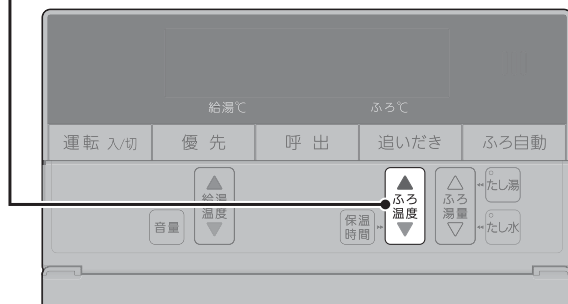 給湯℃ ふろ℃
運転 入/切 優先 呼出 追いだき ふろ自動
給湯
温度
音量
保温
時間
ふろ
温度
ふろ
湯量
たし湯
たし水